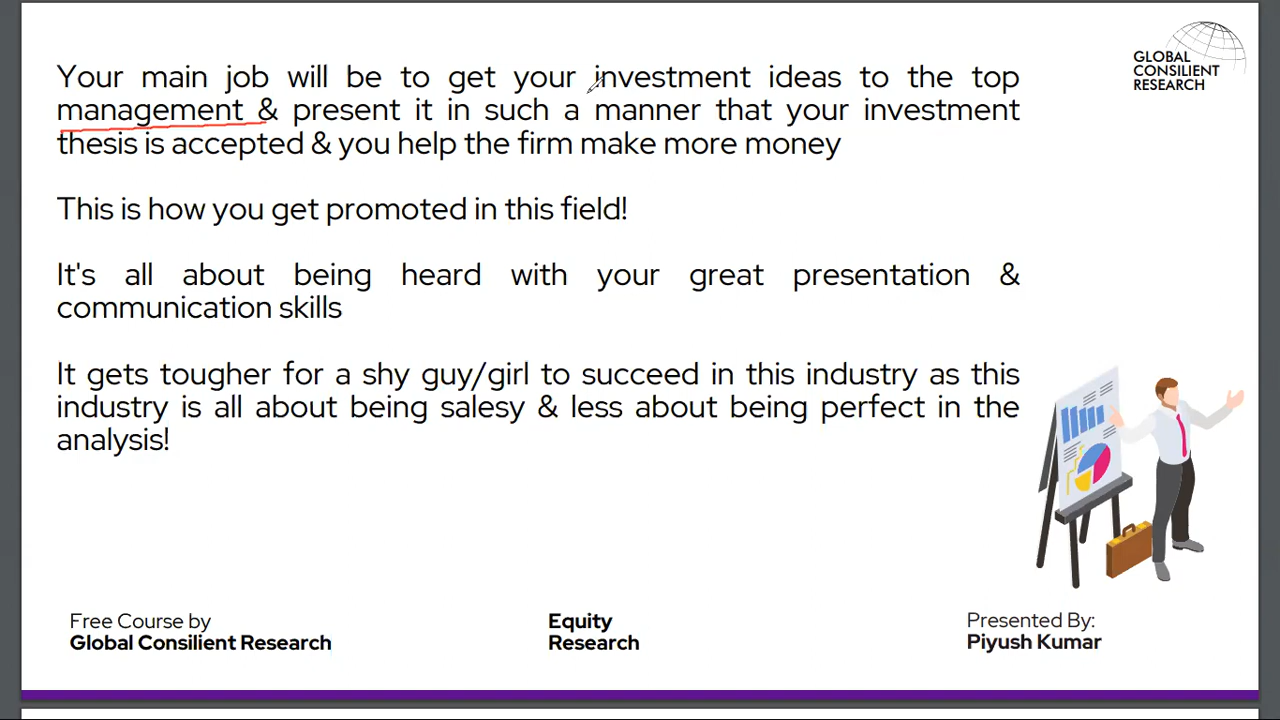 Your main job will be to get your investment ideas to the top
management & present it in such a manner that your investment
thesis is accepted & you help the firm make more money
This is how you get promoted in this field!
It's all about being heard with your great presentation &
communication skills
It gets tougher for a shy guy/girl to succeed in this industry as this
industry is all about being salesy & less about being perfect in the
analysis!
GLOBAL
CONSILIENT
RESEARCH
Free Course by
Global Consilient Research
Equity
Research
Presented By:
Piyush Kumar